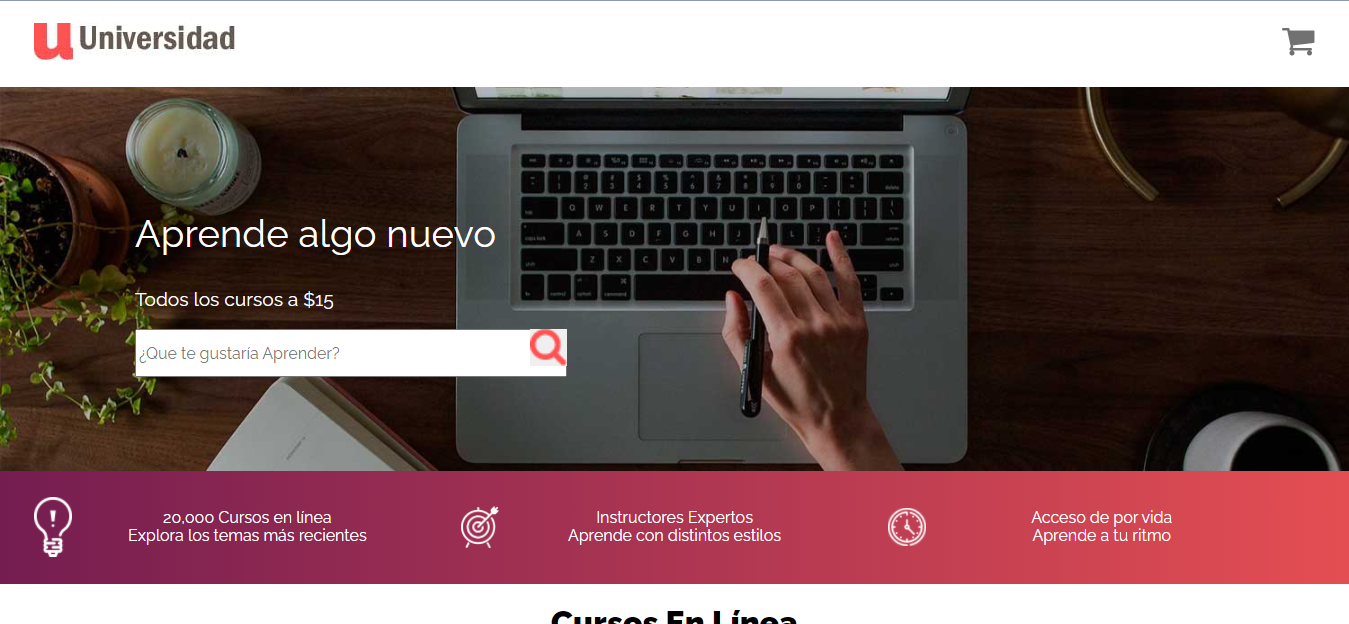 Universidad
Aprende algo nuevo
Todos los cursos a $15
¿Que te gustaría Aprender?
20,000 Cursos en línea
Explora los temas más recientes
Instructores Expertos
Aprende con distintos estilos
Acceso de por vida
Aprende a tu ritmo
Cursos En Línea